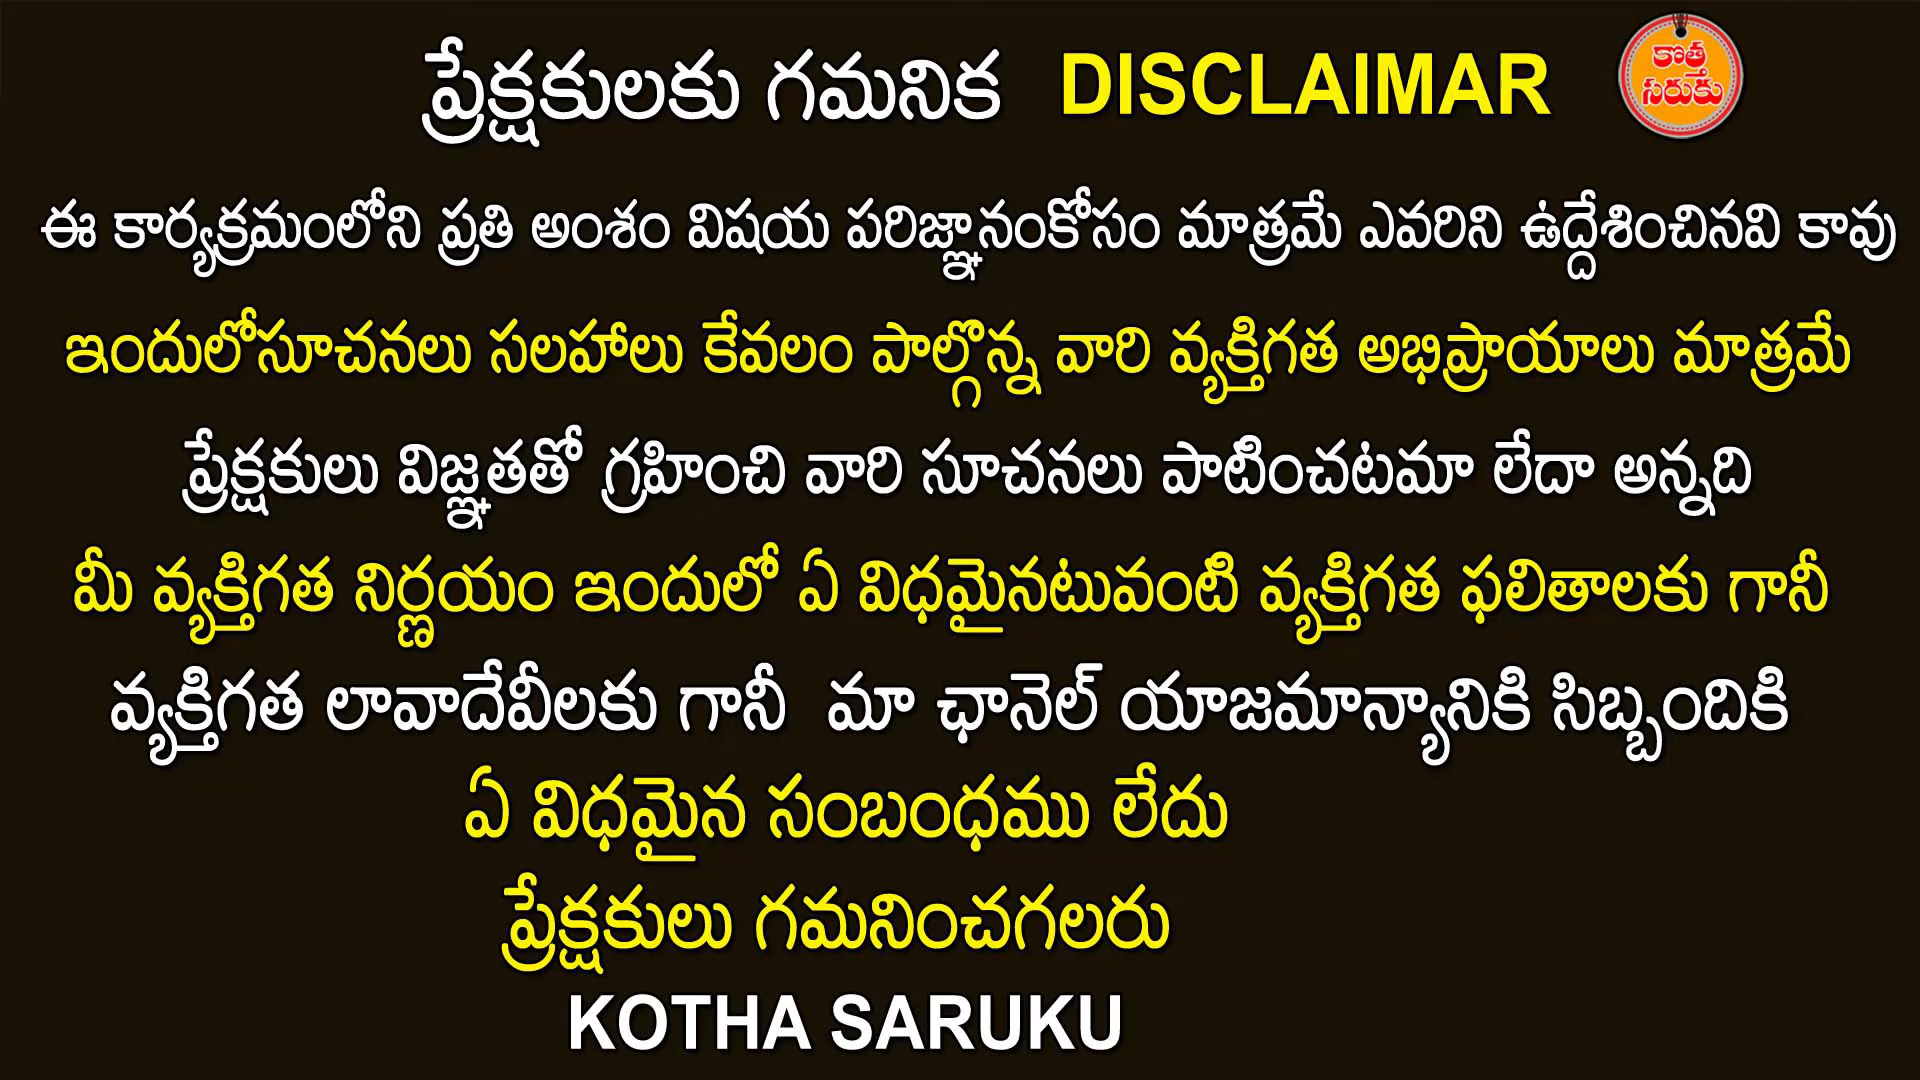 ప్రేక్షకులకు గమనిక DISCLAIMAR
కొత్త
సరుకు
ఈ కార్యక్రమంలోని ప్రతి అంశం విషయ పరిజ్ఞానంకోసం మాత్రమే ఎవరిని ఉద్దేశించినవి కావు
ఇందులోసూచనలు సలహాలు కేవలం పాల్గొన్న వారి వ్యక్తిగత అభిప్రాయాలు మాత్రమే
ప్రేక్షకులు విజ్ఞతతో గ్రహించి వారి సూచనలు పాటించటమా లేదా అన్నది
మీ వ్యక్తిగత నిర్ణయం ఇందులో ఏ విధమైనటువంటి వ్యక్తిగత ఫలితాలకు గానీ
వ్యక్తిగత లావాదేవీలకు గానీ మా ఛానెల్ యాజమాన్యానికి సిబ్బందికి
ఏ విధమైన సంబంధము లేదు
ప్రేక్షకులు గమనించగలరు
KOTHA SARUKU